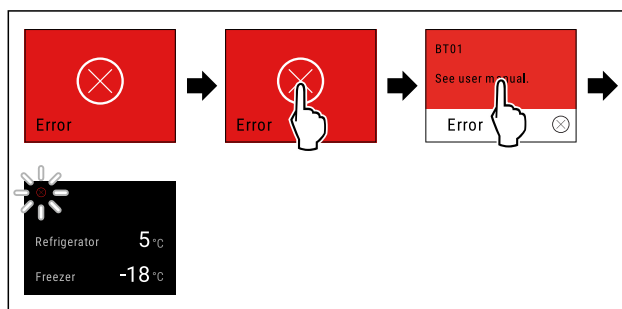 Error
Error
BT01
See user manual.
Error
Refrigerator 5 °C
Freezer -18 °C